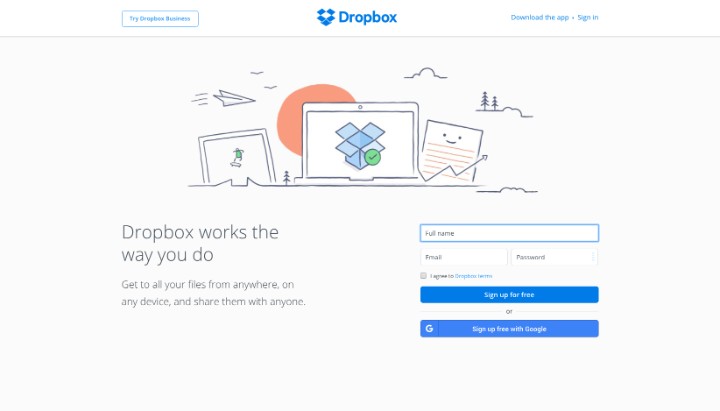 Try Dropbox Business
Dropbox
Download the app • Sign in
Dropbox works the
way you do
Get to all your files from anywhere, on
any device, and share them with anyone.
Full name
Email
Password
I agree to Dropbox terms
Sign up for free
or
G
Sign up free with Google